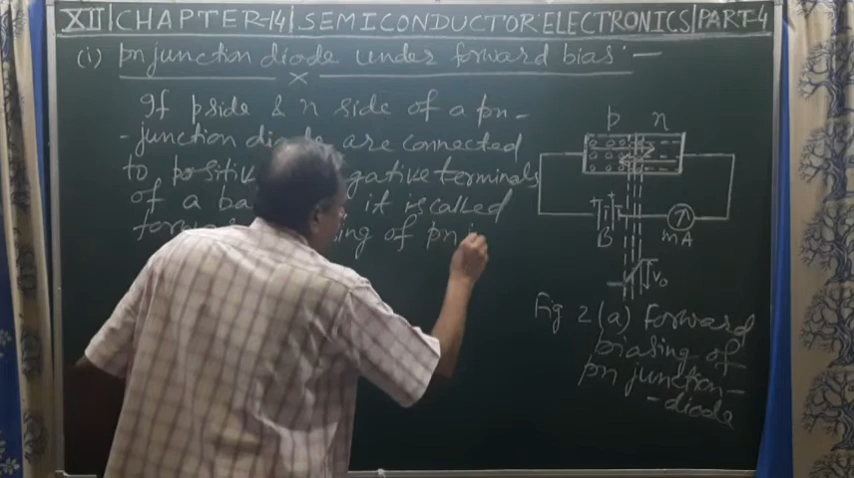 XII|CHAPTER-14|SEMICONDUCTOR ELECTRONICS|PART-4
(i) pn junction diode under forward bias:-
If p side & n side of a pn-
-junction diode are connected
to positive gative terminals
of a ba it is called
ing of pn
p n
B
mA
V₀
Fig 2(a) Forward
biasing of
pn junction-
-diode